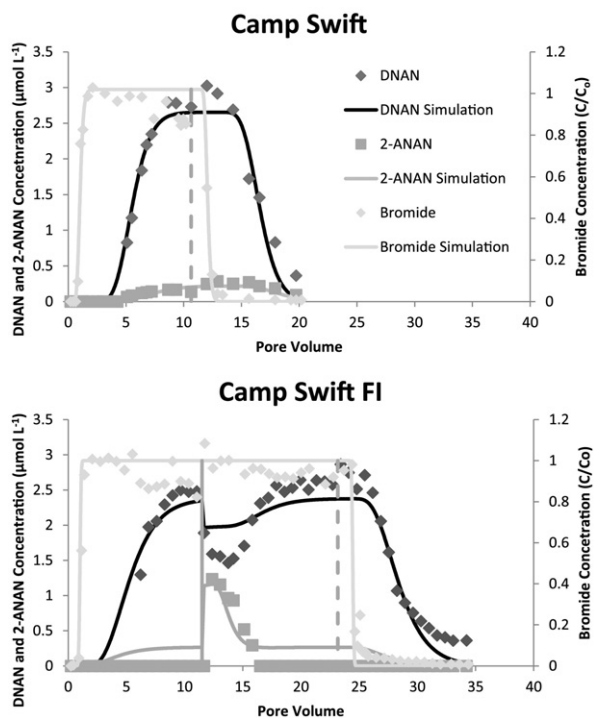 Camp Swift
DNAN and 2-ANAN Concetnration (µmol L-1)
3.5
3
2.5
2
1.5
1
0.5
0
0 5 10 15 20 25 30 35 40
Pore Volume
1.2
1
0.8
0.6
0.4
0.2
0
Bromide Concentration (C/Co)
DNAN
DNAN Simulation
2-ANAN
2-ANAN Simulation
Bromide
Bromide Simulation
Camp Swift FI
DNAN and 2-ANAN Concentration (µmol L-1)
3.5
3
2.5
2
1.5
1
0.5
0
0 5 10 15 20 25 30 35 40
Pore Volume
1.2
1
0.8
0.6
0.4
0.2
0
Bromide Concetration (C/Co)